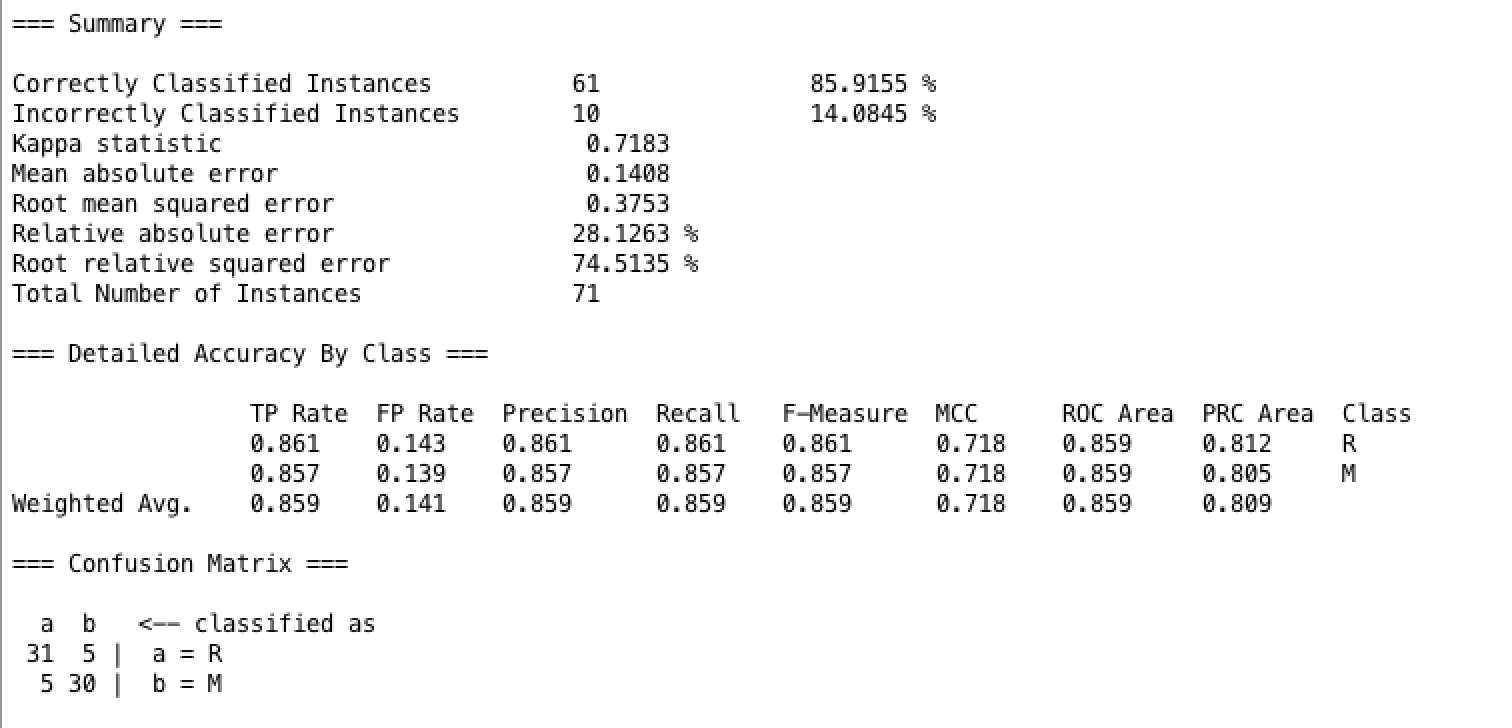 === Summary ===
Correctly Classified Instances 61 85.9155 %
Incorrectly Classified Instances 10 14.0845 %
Kappa statistic 0.7183
Mean absolute error 0.1408
Root mean squared error 0.3753
Relative absolute error 28.1263 %
Root relative squared error 74.5135 %
Total Number of Instances 71
=== Detailed Accuracy By Class ===
TP Rate FP Rate Precision Recall F-Measure MCC ROC Area PRC Area Class
0.861 0.143 0.861 0.861 0.861 0.718 0.859 0.812 R
0.857 0.139 0.857 0.857 0.857 0.718 0.859 0.805 M
Weighted Avg. 0.859 0.141 0.859 0.859 0.859 0.718 0.859 0.809
=== Confusion Matrix ===
a b <-- classified as
31 5 | a = R
5 30 | b = M